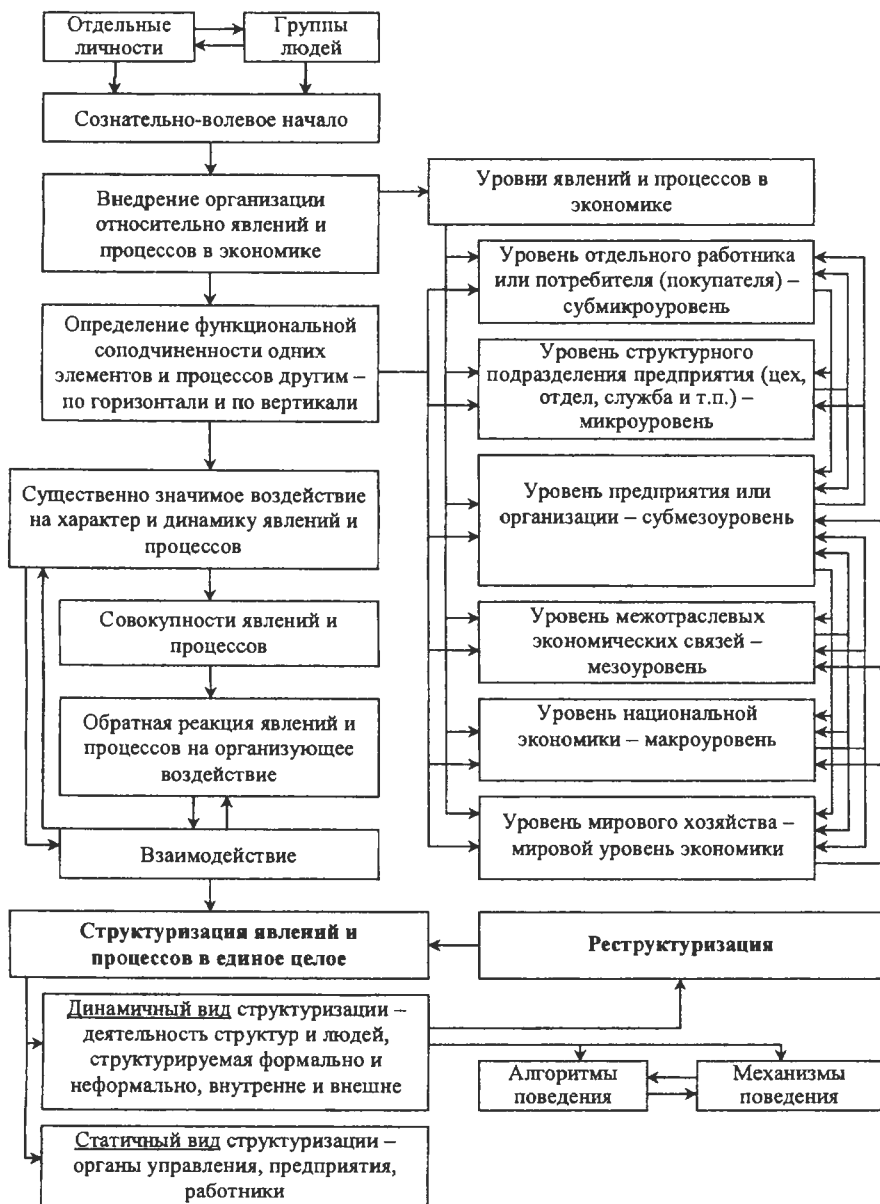 Отдельные
личности
Группы
людей
Сознательно-волевое начало
Внедрение организации
относительно явлений и
процессов в экономике
Определение функциональной
соподчиненности одних
элементов и процессов другим –
по горизонтали и по вертикали
Существенно значимое воздействие
на характер и динамику явлений и
процессов
Совокупности явлений и
процессов
Обратная реакция явлений и
процессов на организующее
воздействие
Взаимодействие
Уровни явлений и процессов в
экономике
Уровень отдельного работника
или потребителя (покупателя) –
субмикроуровень
Уровень структурного
подразделения предприятия (цех,
отдел, служба и т.п.) –
микроуровень
Уровень предприятия или
организации – субмезоуровень
Уровень межотраслевых
экономических связей –
мезоуровень
Уровень национальной
экономики – макроуровень
Уровень мирового хозяйства –
мировой уровень экономики
Структуризация явлений и
процессов в единое целое
Реструктуризация
Динамичный вид структуризации –
деятельность структур и людей,
структурируемая формально и
неформально, внутренне и внешне
Алгоритмы
поведения
Механизмы
поведения
Статичный вид структуризации –
органы управления, предприятия,
работники